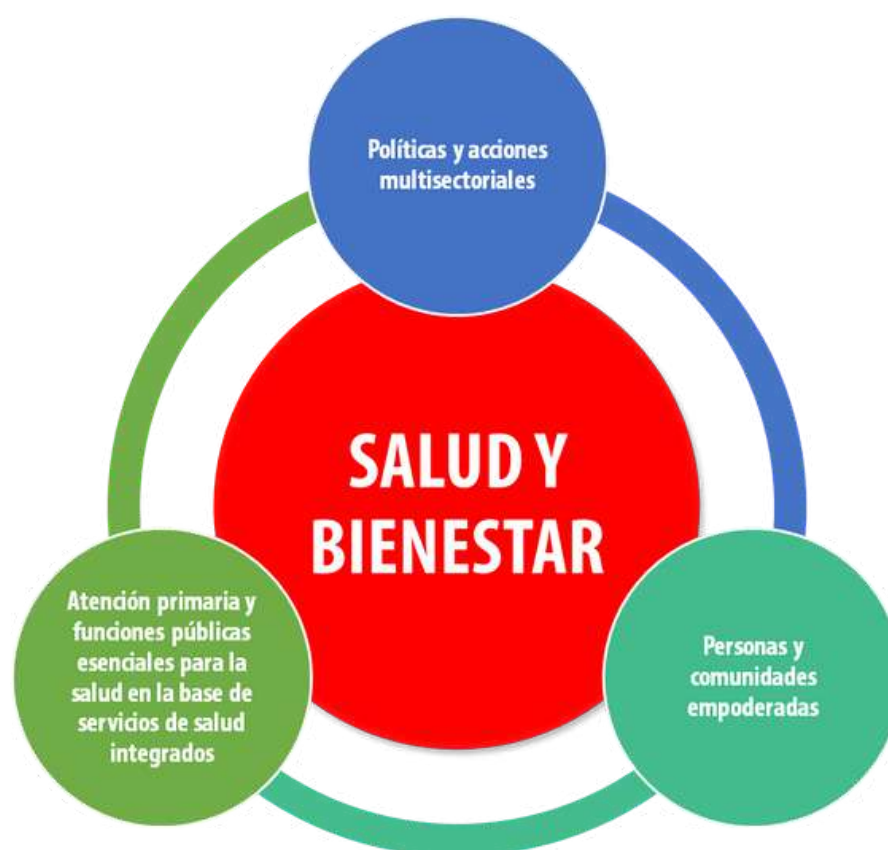 Políticas y acciones
multisectoriales
SALUD Y
BIENESTAR
Atención primaria y
funciones públicas
esenciales para la
salud en la base de
servicios de salud
integrados
Personas y
comunidades
empoderadas